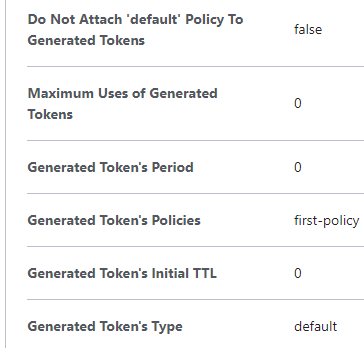 Do Not Attach 'default' Policy To
Generated Tokens
false
Maximum Uses of Generated
Tokens
0
Generated Token's Period
0
Generated Token's Policies
first-policy
Generated Token's Initial TTL
0
Generated Token's Type
default